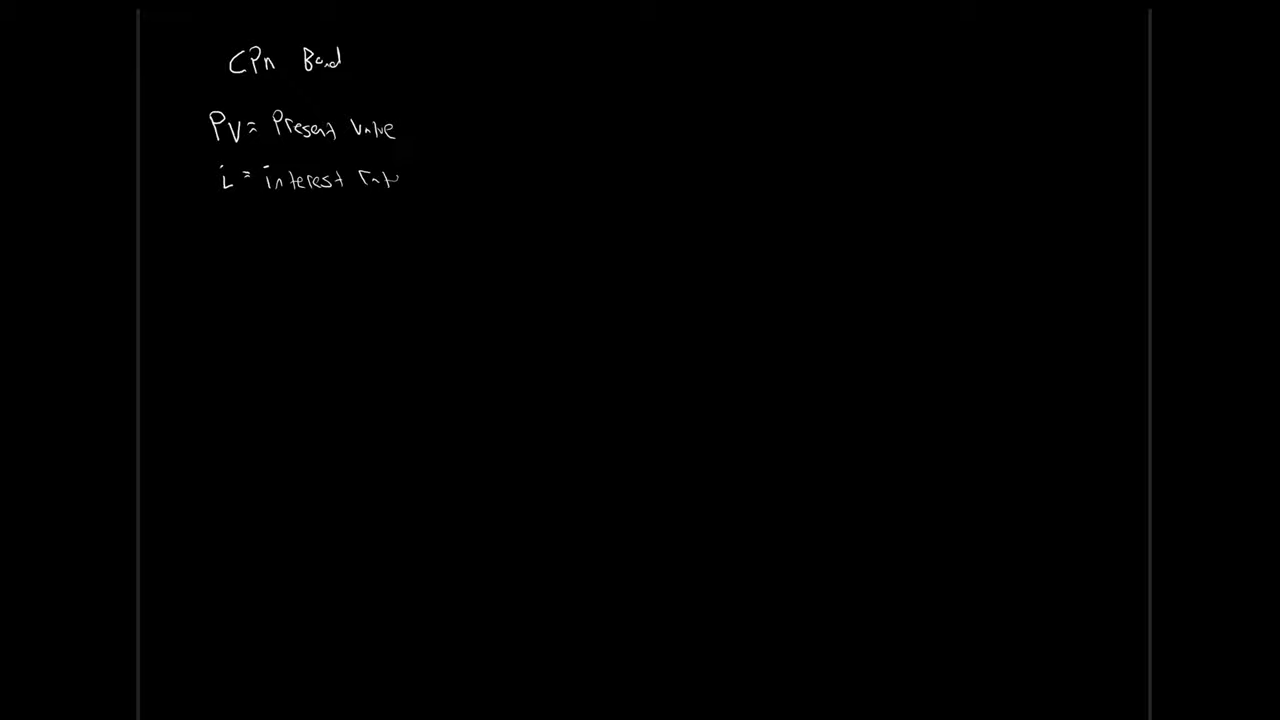 CPn Bond
PV = Present Value
i = interest rate